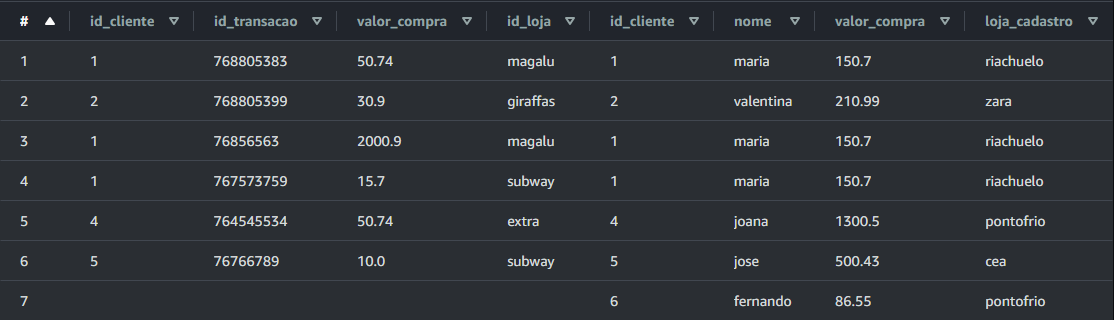 # id_cliente id_transacao valor_compra id_loja id_cliente nome valor_compra loja_cadastro
1 1 768805383 50.74 magalu 1 maria 150.7 riachuelo
2 2 768805399 30.9 giraffas 2 valentina 210.99 zara
3 1 76856563 2000.9 magalu 1 maria 150.7 riachuelo
4 1 767573759 15.7 subway 1 maria 150.7 riachuelo
5 4 764545534 50.74 extra 4 joana 1300.5 pontofrio
6 5 76766789 10.0 subway 5 jose 500.43 cea
7 6 fernando 86.55 pontofrio